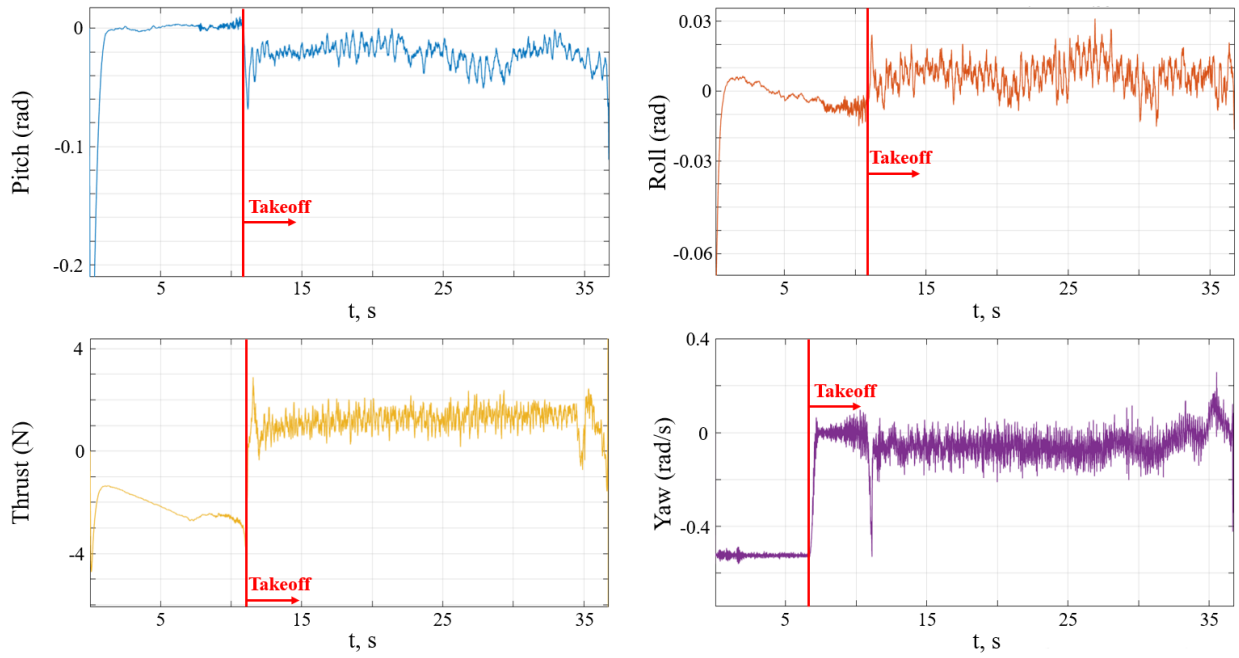 Pitch (rad)
0
-0.1
-0.2
Takeoff
5
15
25
35
t, s
Roll (rad)
0.03
0
-0.03
-0.06
Takeoff
5
15
25
35
t, s
Thrust (N)
4
0
-4
Takeoff
5
15
25
35
t, s
Yaw (rad/s)
0.4
0
-0.4
Takeoff
5
15
25
35
t, s